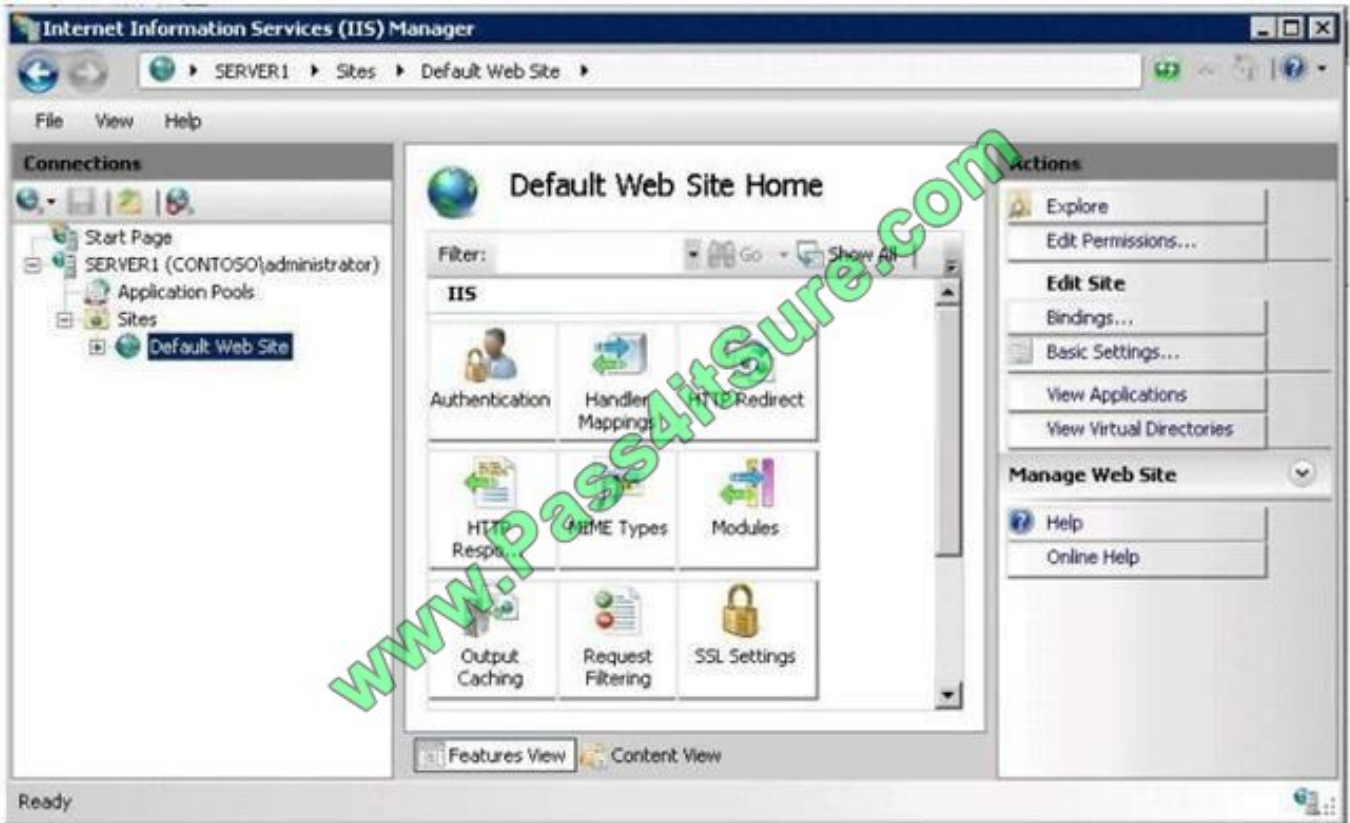 Internet Information Services (IIS) Manager
SERVER1 Sites Default Web Site
File View Help
Connections
Start Page
SERVER1 (CONTOSO\administrator)
Application Pools
Sites
Default Web Site
Default Web Site Home
Filter: Go Show All
IIS
Authentication
Handler Mappings
HTTP Redirect
HTTP Respo...
MIME Types
Modules
Output Caching
Request Filtering
SSL Settings
Features View Content View
Actions
Explore
Edit Permissions...
Edit Site
Bindings...
Basic Settings...
View Applications
View Virtual Directories
Manage Web Site
Help
Online Help
Ready
www.Pass4itSure.com